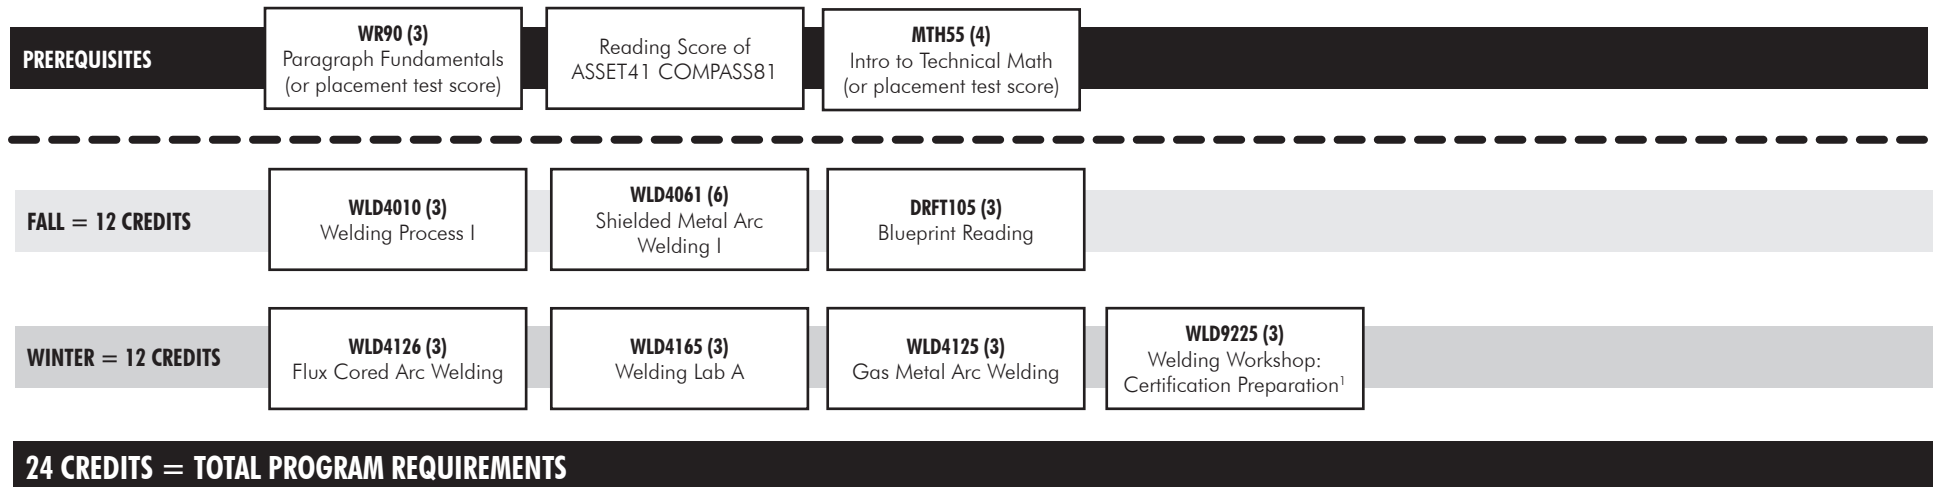 PREREQUISITES
WR90 (3)
Paragraph Fundamentals
(or placement test score)
Reading Score of
ASSET41 COMPASS81
MTH55 (4)
Intro to Technical Math
(or placement test score)
FALL = 12 CREDITS
WLD4010 (3)
Welding Process I
WLD4061 (6)
Shielded Metal Arc
Welding I
DRFT105 (3)
Blueprint Reading
WINTER = 12 CREDITS
WLD4126 (3)
Flux Cored Arc Welding
WLD4165 (3)
Welding Lab A
WLD4125 (3)
Gas Metal Arc Welding
WLD9225 (3)
Welding Workshop:
Certification Preparation¹
24 CREDITS = TOTAL PROGRAM REQUIREMENTS